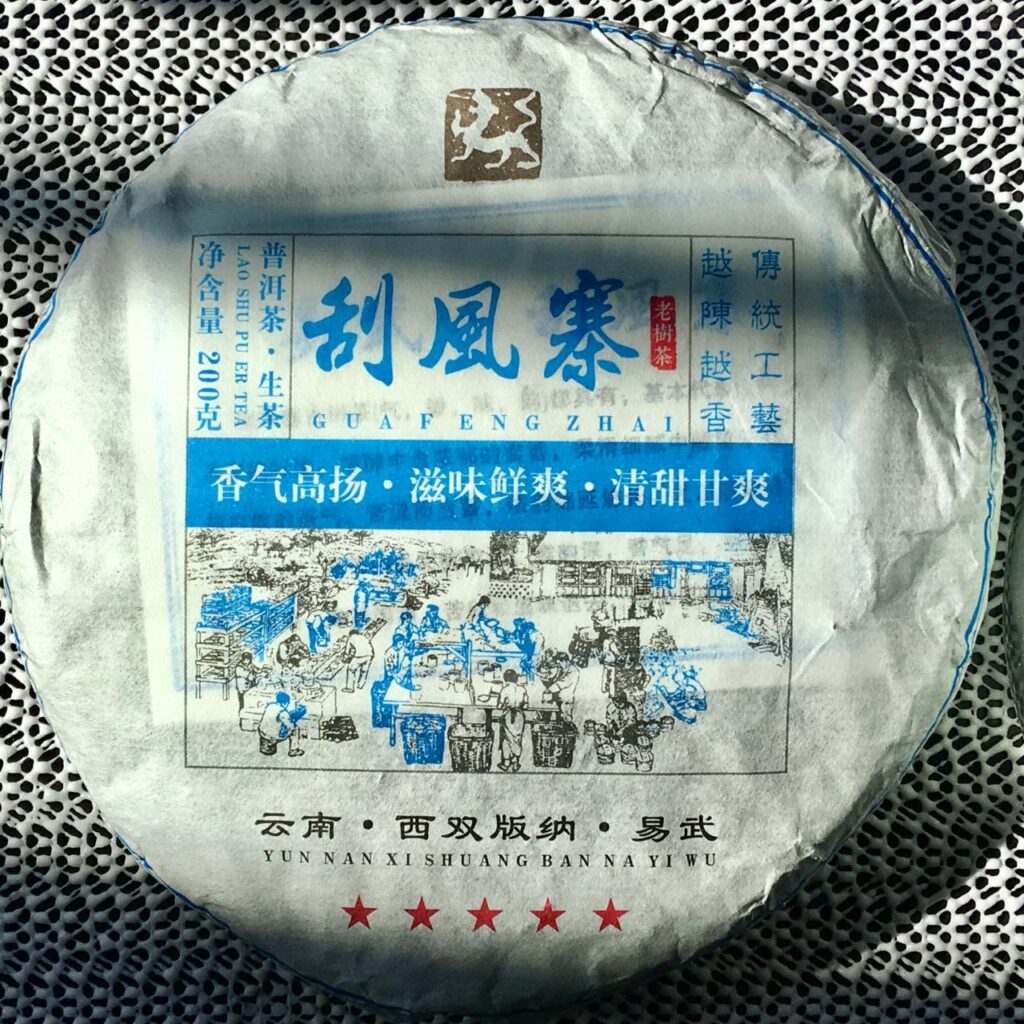 傳統工藝
越陳越香
刮風寨
老樹茶
GUA FENG ZHAI
普洱茶·生茶
LAO SHU PU ER TEA
净含量 200克
香气高扬·滋味鲜爽·清甜甘爽
云南·西双版纳·易武
YUN NAN XI SHUANG BAN NA YI WU